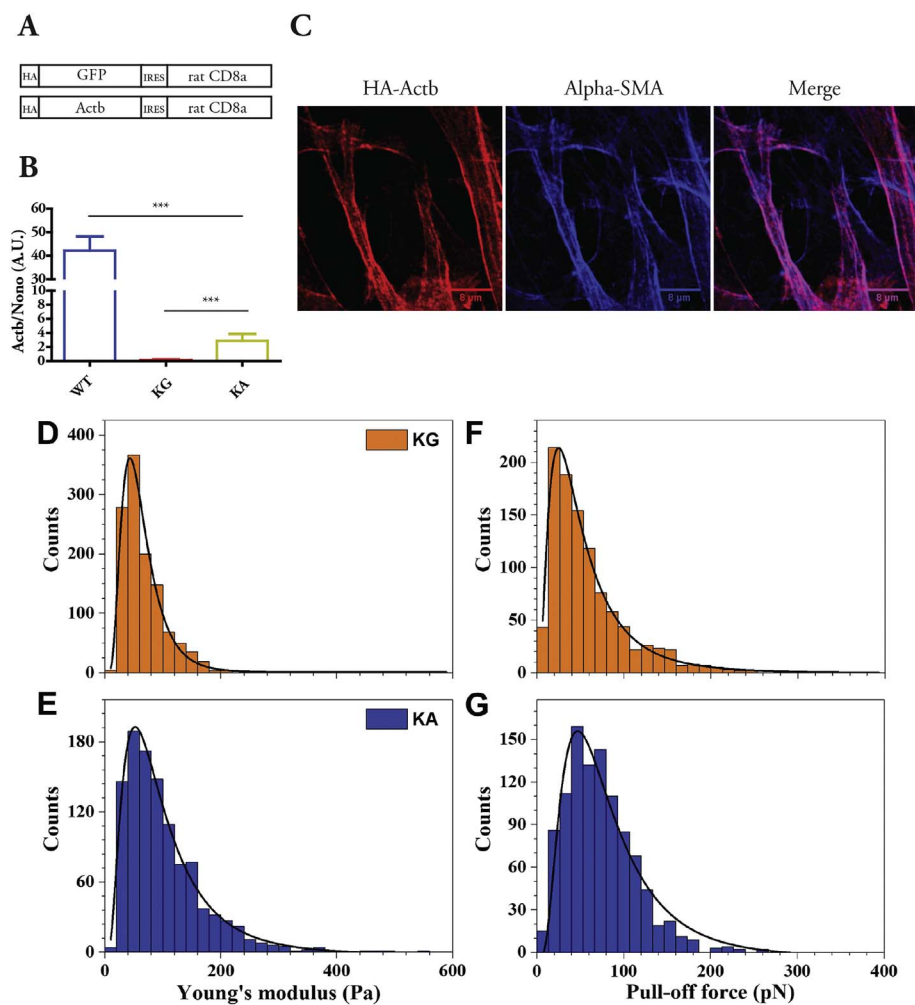 A
HA GFP IRES rat CD8a
HA Actb IRES rat CD8a
B
Actb/Nono (A.U.)
60
50
40
30
10
8
6
4
2
0
***
***
WT KG KA
C
HA-Actb Alpha-SMA Merge
8 µm 8 µm 8 µm
D
KG
Counts
400
300
200
100
0
E
KA
Counts
180
120
60
0
0 200 400 600
Young's modulus (Pa)
F
Counts
200
150
100
50
0
0 200 400
G
Counts
150
120
90
60
30
0
0 100 200 300 400
Pull-off force (pN)